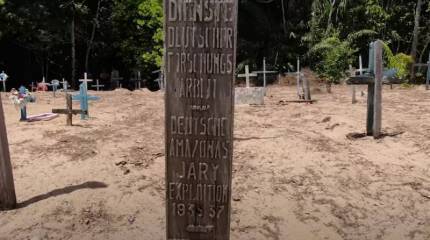 DIENSTE
DEUTSCHER
FORSCHUNGS
ARBEIT
DEUTSCHE
AMAZONAS
JARY
EXPEDITION
1935-37